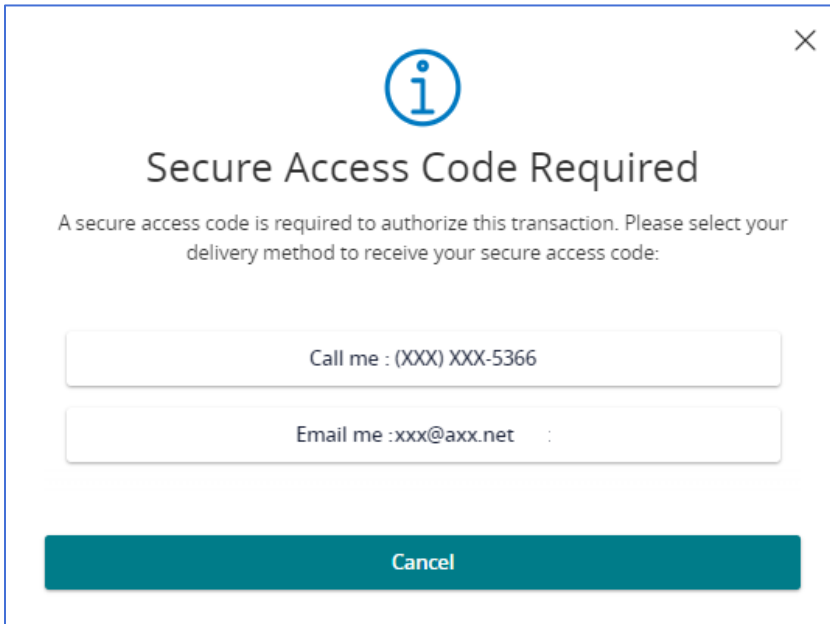 Secure Access Code Required
A secure access code is required to authorize this transaction. Please select your
delivery method to receive your secure access code:
Call me : (XXX) XXX-5366
Email me :xxx@axx.net :
Cancel